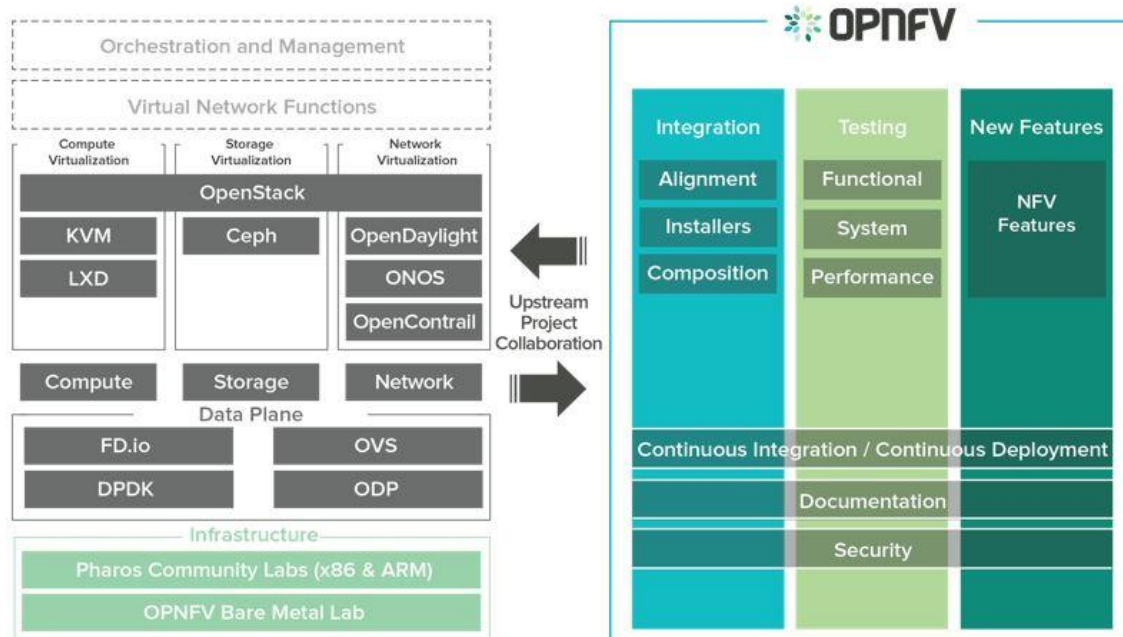 Orchestration and Management
Virtual Network Functions
Compute
Virtualization
Storage
Virtualization
Network
Virtualization
OpenStack
KVM
Ceph
OpenDaylight
LXD
ONOS
OpenContrail
Compute
Storage
Network
Data Plane
FD.io
OVS
DPDK
ODP
Infrastructure
Pharos Community Labs (x86 & ARM)
OPNFV Bare Metal Lab
Upstream
Project
Collaboration
OPNFV
Integration
Testing
New Features
Alignment
Functional
NFV
Features
Installers
System
Composition
Performance
Continuous Integration / Continuous Deployment
Documentation
Security